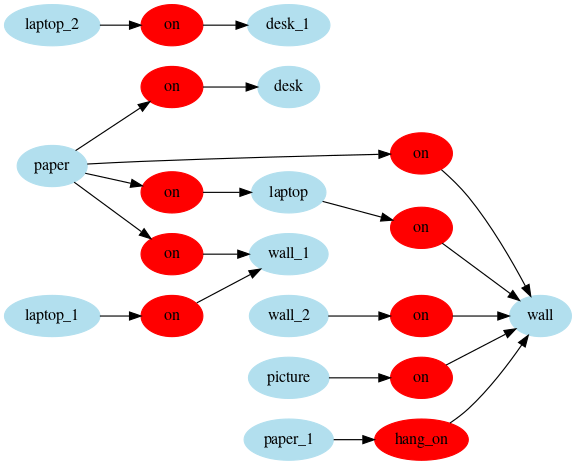 laptop_2 on desk_1
on desk
paper on
on laptop
on
on wall_1
laptop_1 on wall_2 on wall
picture on
paper_1 hang_on